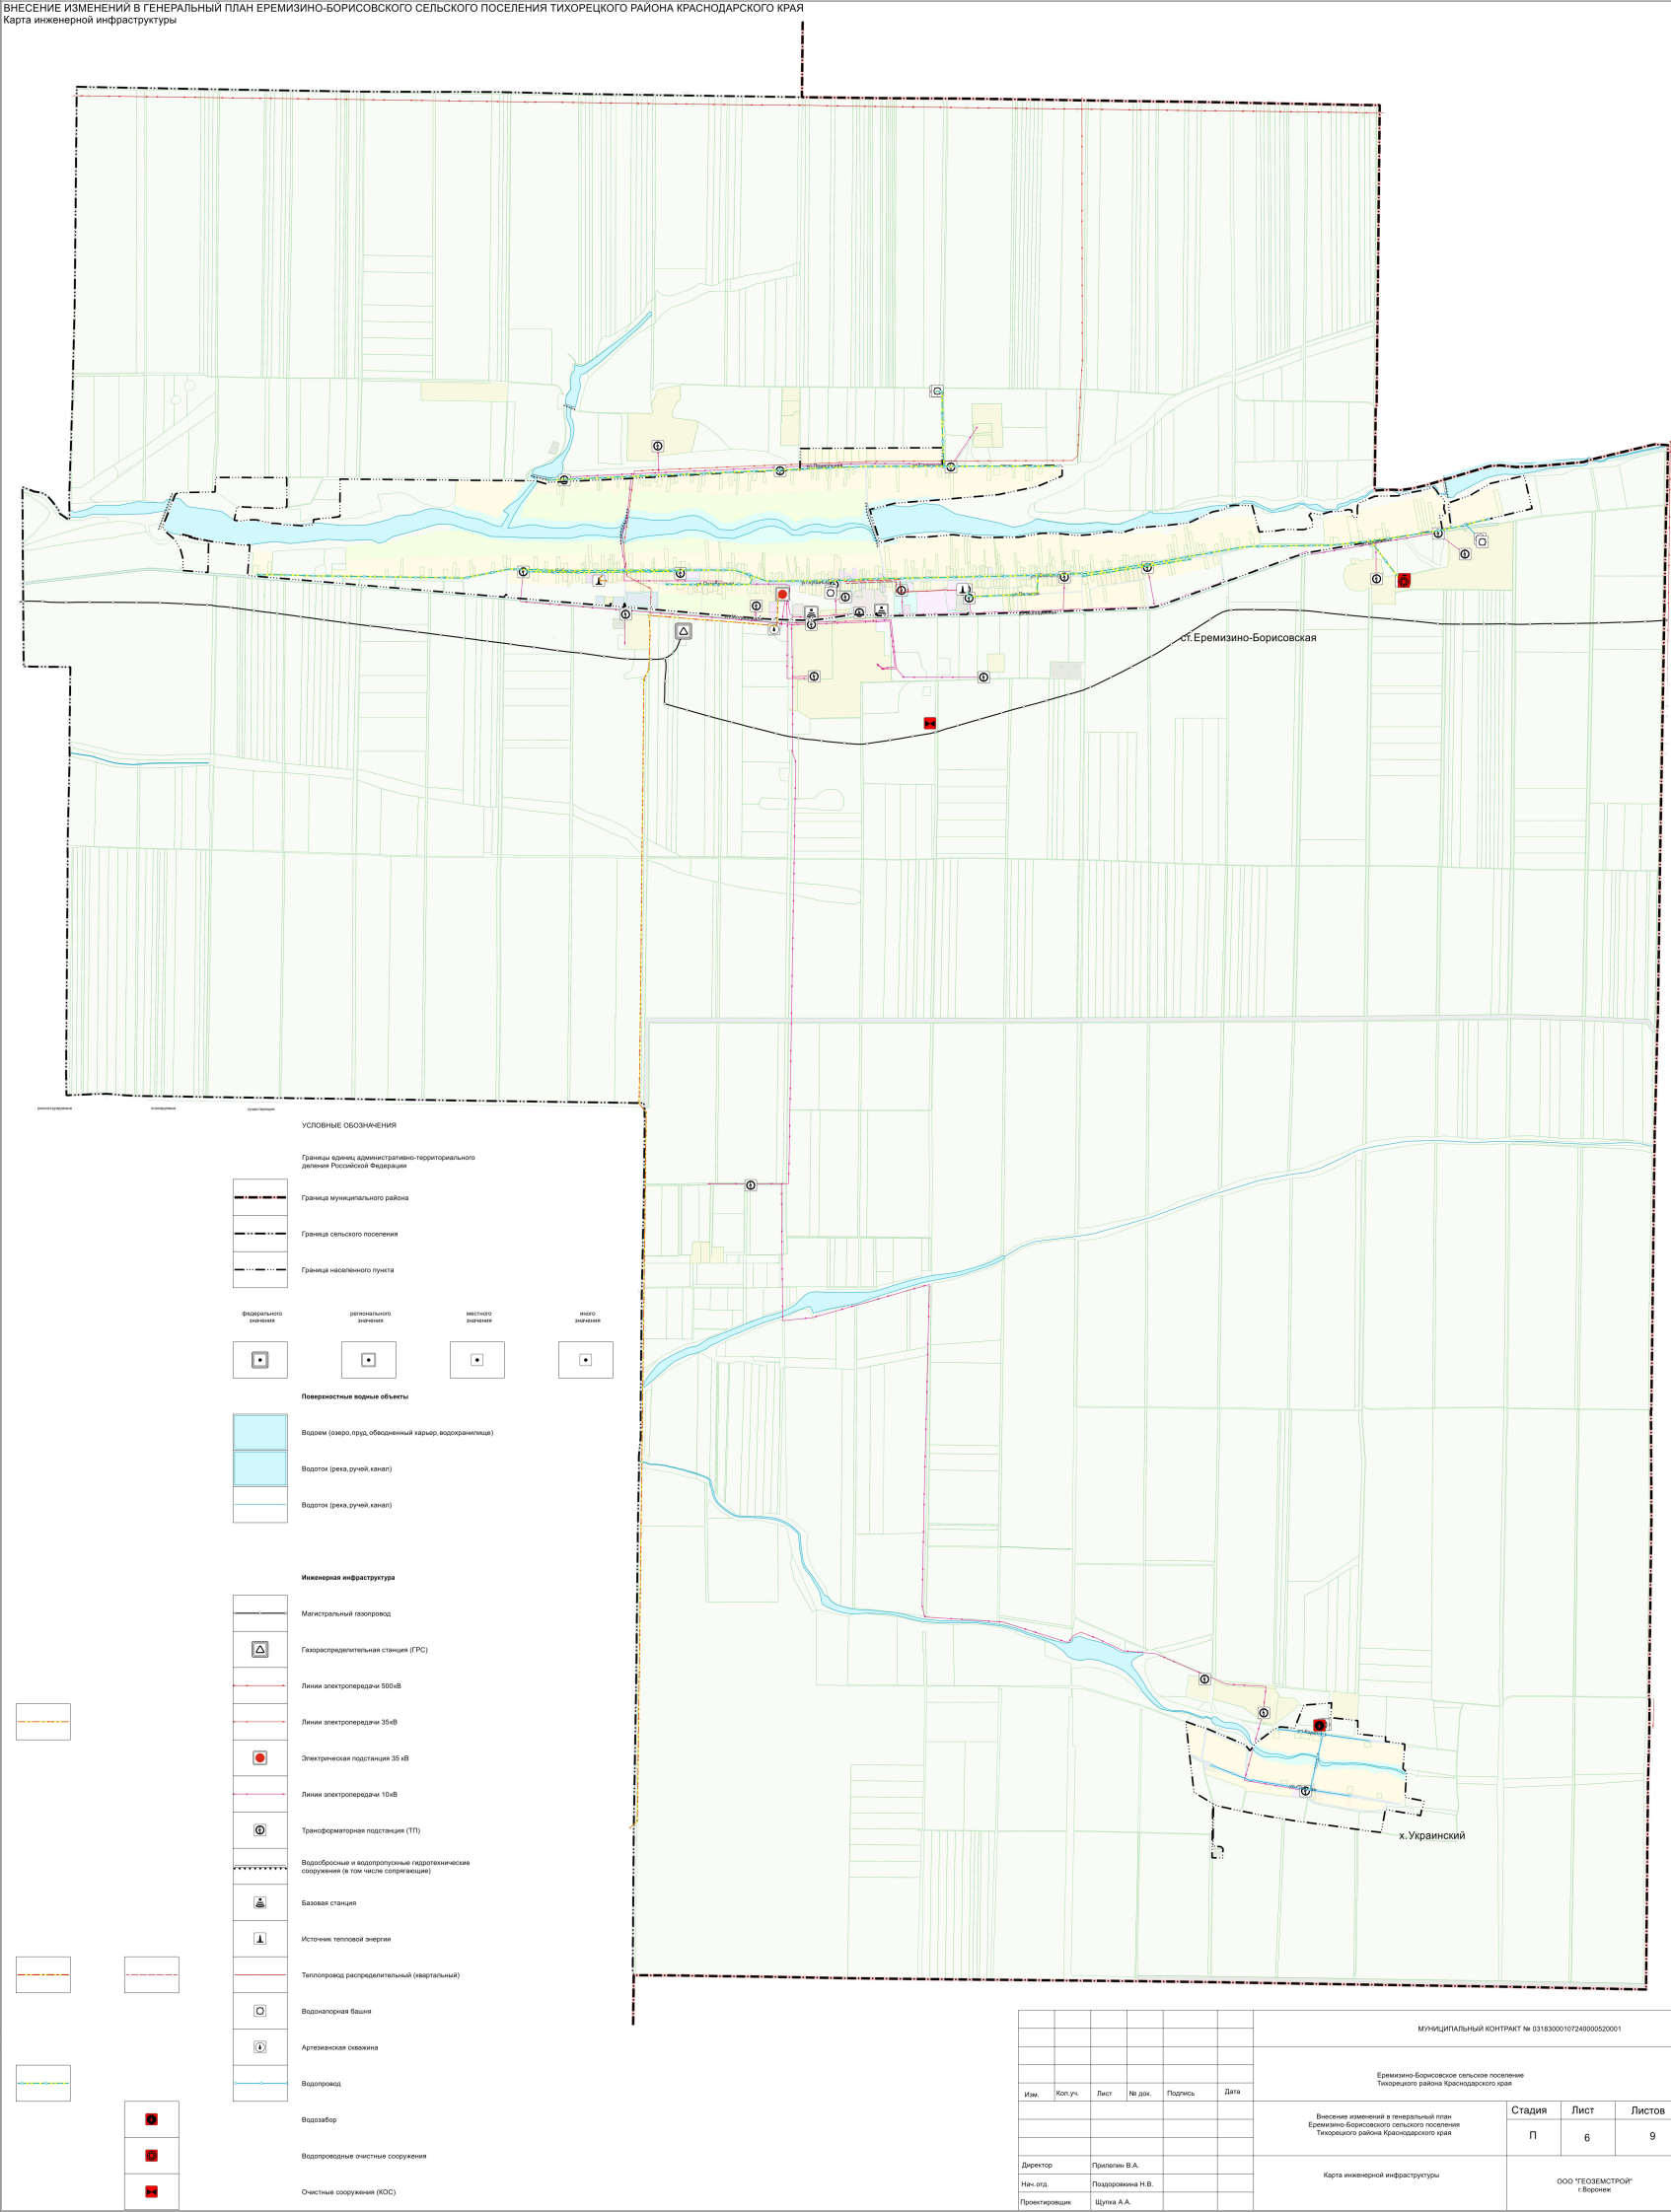 ВНЕСЕНИЕ ИЗМЕНЕНИЙ В ГЕНЕРАЛЬНЫЙ ПЛАН ЕРЕМИЗИНО-БОРИСОВСКОГО СЕЛЬСКОГО ПОСЕЛЕНИЯ ТИХОРЕЦКОГО РАЙОНА КРАСНОДАРСКОГО КРАЯ
Карта инженерной инфраструктуры
ст.Еремизино-Борисовская
х.Украинский
реконструируемые
планируемые
существующие
УСЛОВНЫЕ ОБОЗНАЧЕНИЯ
Границы единиц административно-территориального
деления Российской Федерации
Граница муниципального района
Граница сельского поселения
Граница населенного пункта
федерального
значения
регионального
значения
местного
значения
иного
значения
Поверхностные водные объекты
Водоем (озеро,пруд,обводненный карьер,водохранилище)
Водоток (река,ручей,канал)
Водоток (река,ручей,канал)
Инженерная инфраструктура
Магистральный газопровод
Газораспределительная станция (ГРС)
Линии электропередачи 500кВ
Линии электропередачи 35кВ
Электрическая подстанция 35 кВ
Линии электропередачи 10кВ
Трансформаторная подстанция (ТП)
Водосбросные и водопропускные гидротехнические
сооружения (в том числе сопрягающие)
Базовая станция
Источник тепловой энергии
Теплопровод распределительный (квартальный)
Водонапорная башня
Артезианская скважина
Водопровод
Водозабор
Водопроводные очистные сооружения
Очистные сооружения (КОС)
МУНИЦИПАЛЬНЫЙ КОНТРАКТ № 0318300010724000052​0001
Еремизино-Борисовское сельское поселение
Тихорецкого района Краснодарского края
Изм. Кол.уч. Лист № док. Подпись Дата
Внесение изменений в генеральный план
Еремизино-Борисовского сельского поселения
Тихорецкого района Краснодарского края
Стадия Лист Листов
П 6 9
Директор Прилепин В.А.
Нач.отд. Поздоровкина Н.В.
Проектировщик Щупка А.А.
Карта инженерной инфраструктуры
ООО "ГЕОЗЕМСТРОЙ"
г.Воронеж